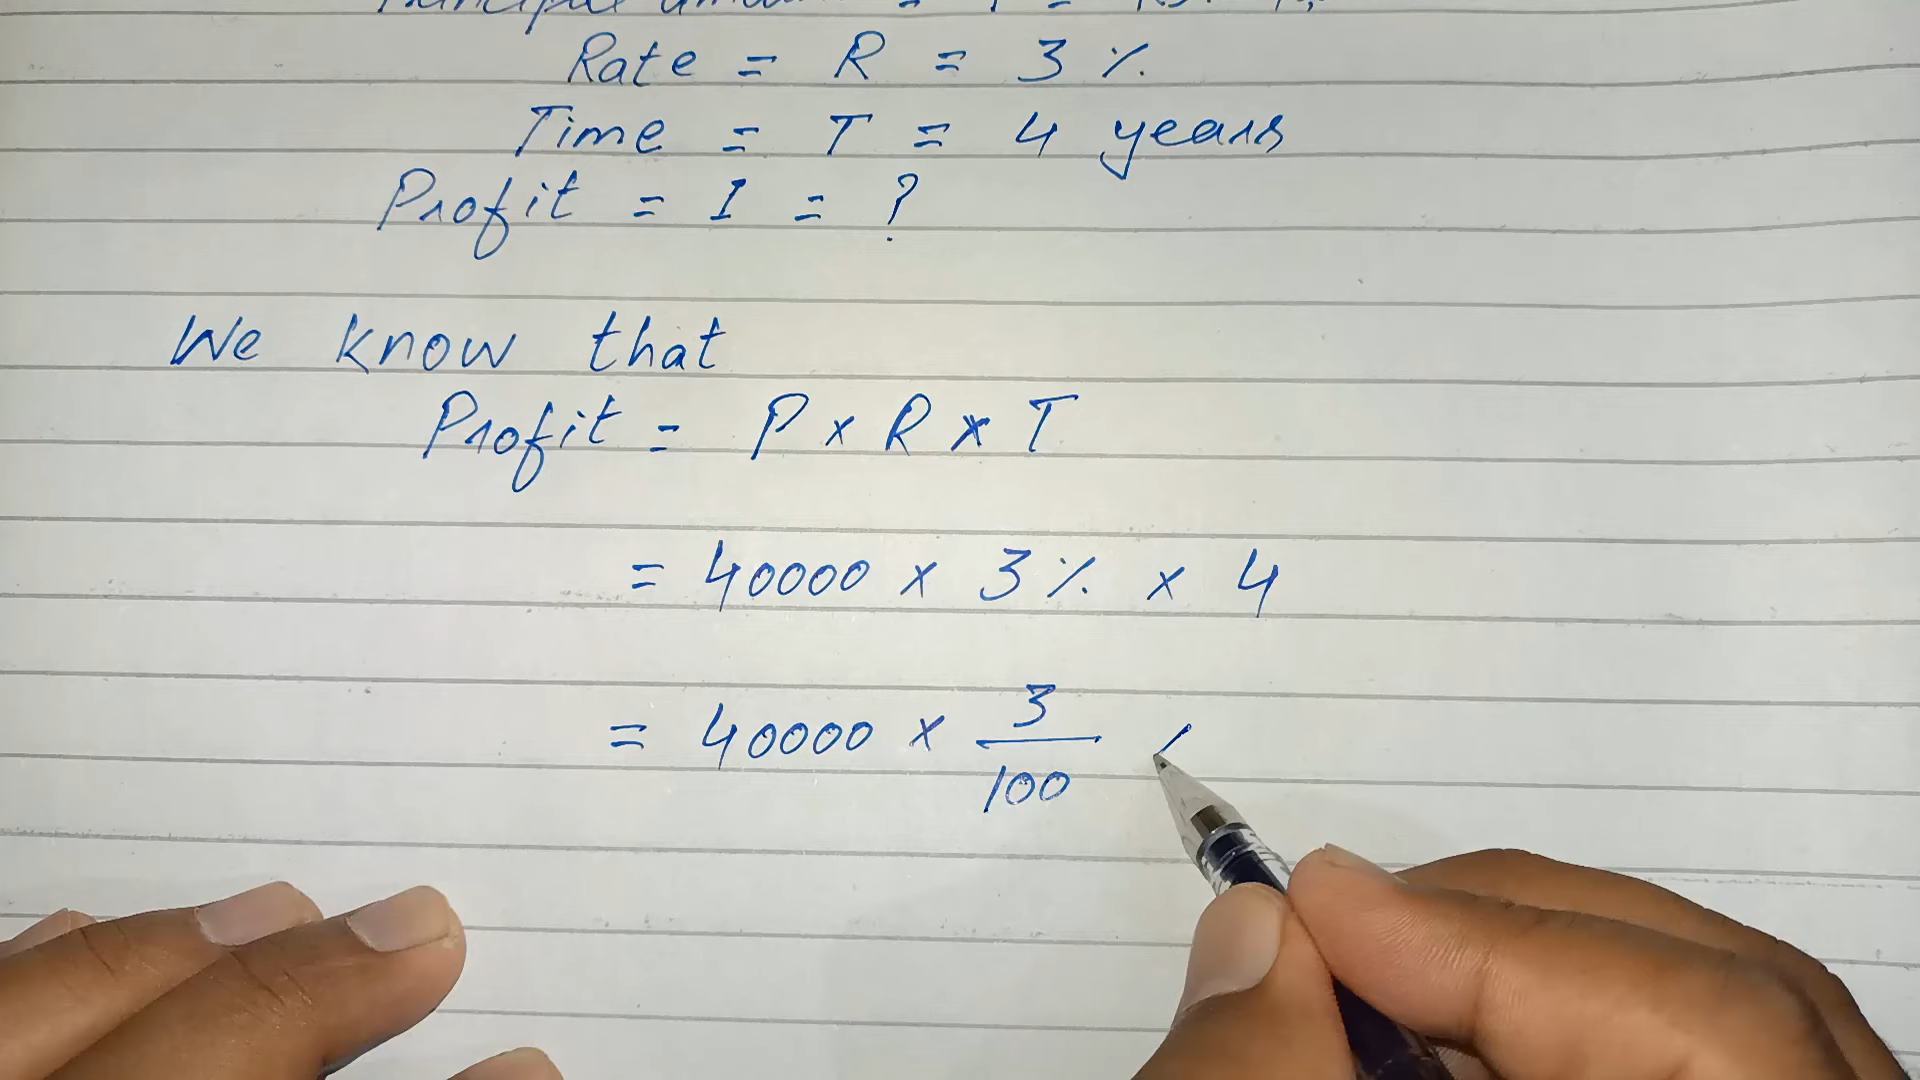 = P =
Rate = R = 3 %
Time = T = 4 years
Profit = I = ?
We know that
Profit = P × R × T
= 40000 × 3 % × 4
= 40000 × 3/100